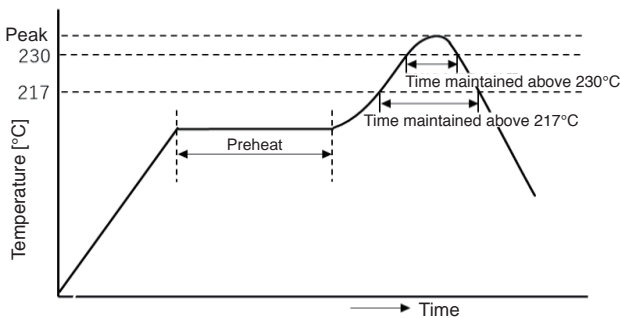 Peak
230
217
Temperature [°C]
Time maintained above 230°C
Time maintained above 217°C
Preheat
Time